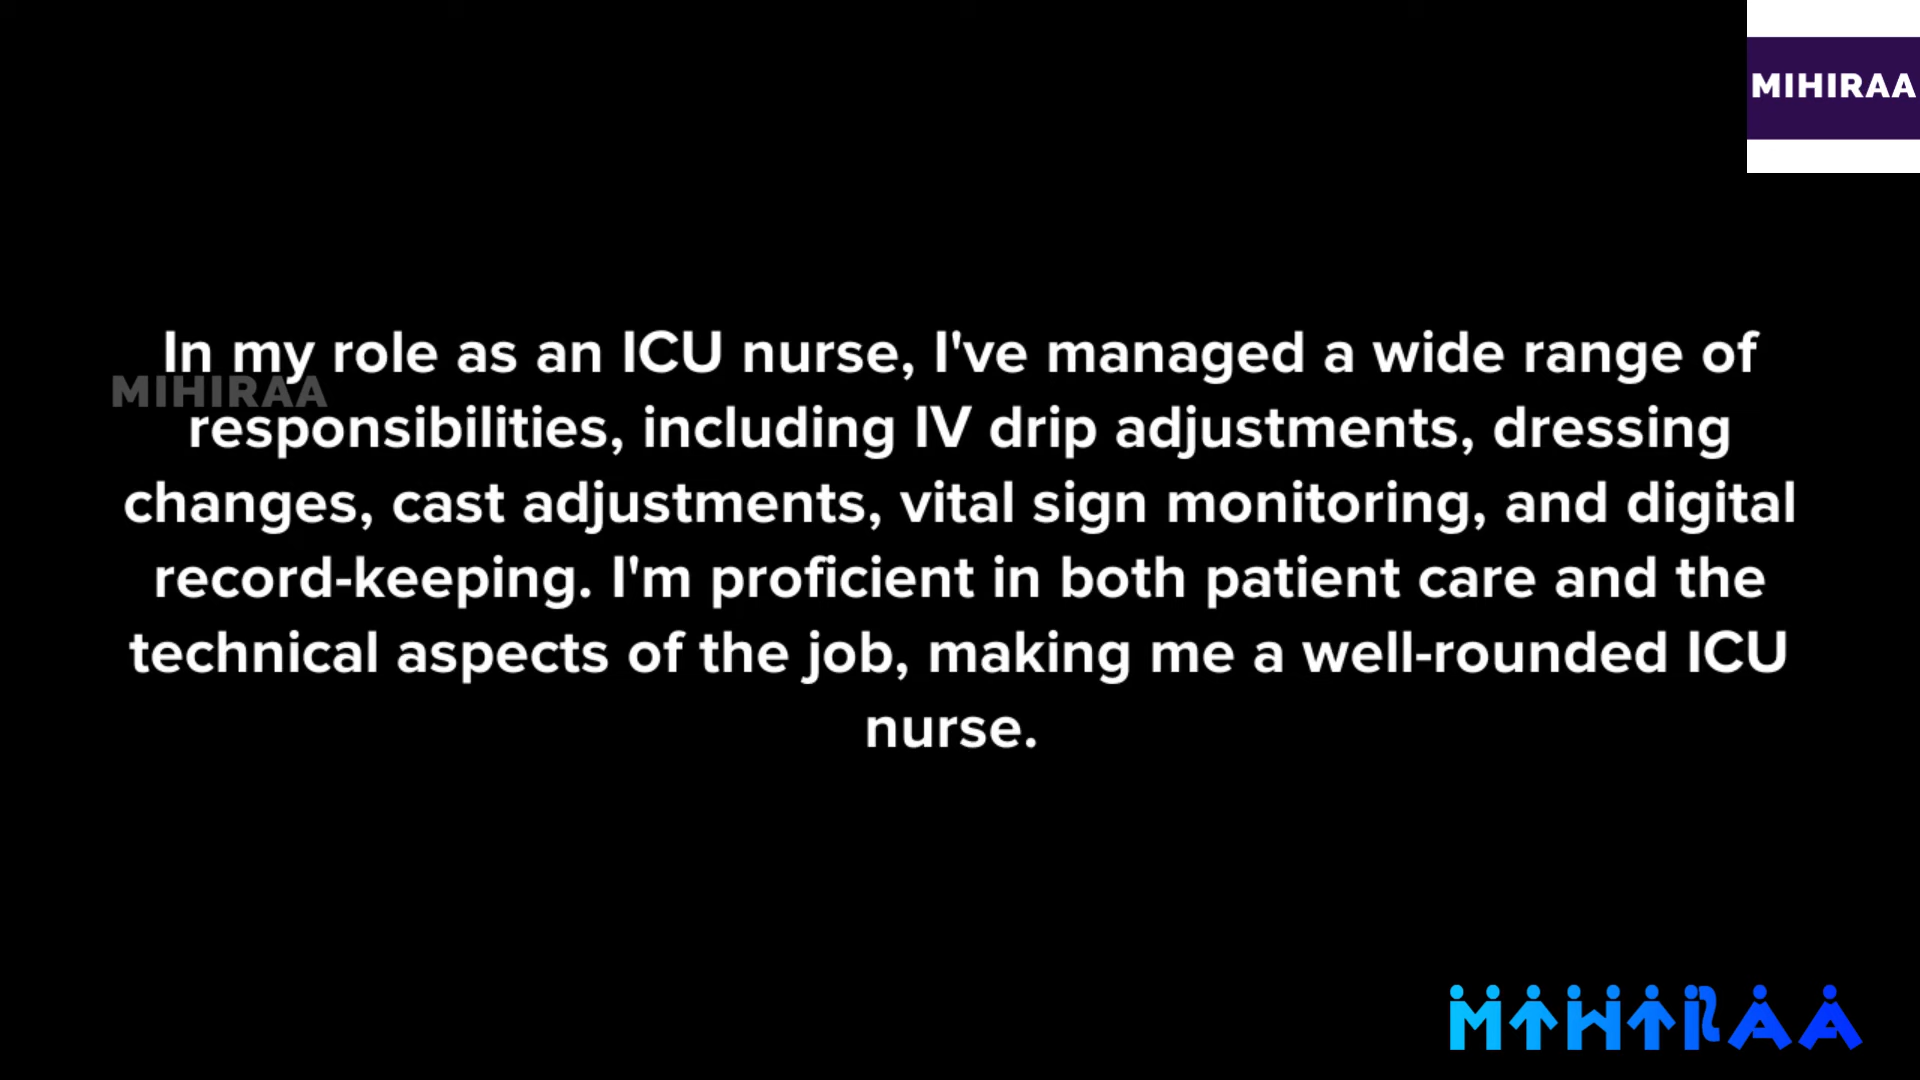 MIHIRAA
In my role as an ICU nurse, I've managed a wide range of
MIHIRAA
responsibilities, including IV drip adjustments, dressing
changes, cast adjustments, vital sign monitoring, and digital
record-keeping. I'm proficient in both patient care and the
technical aspects of the job, making me a well-rounded ICU
nurse.
MIHIRAA